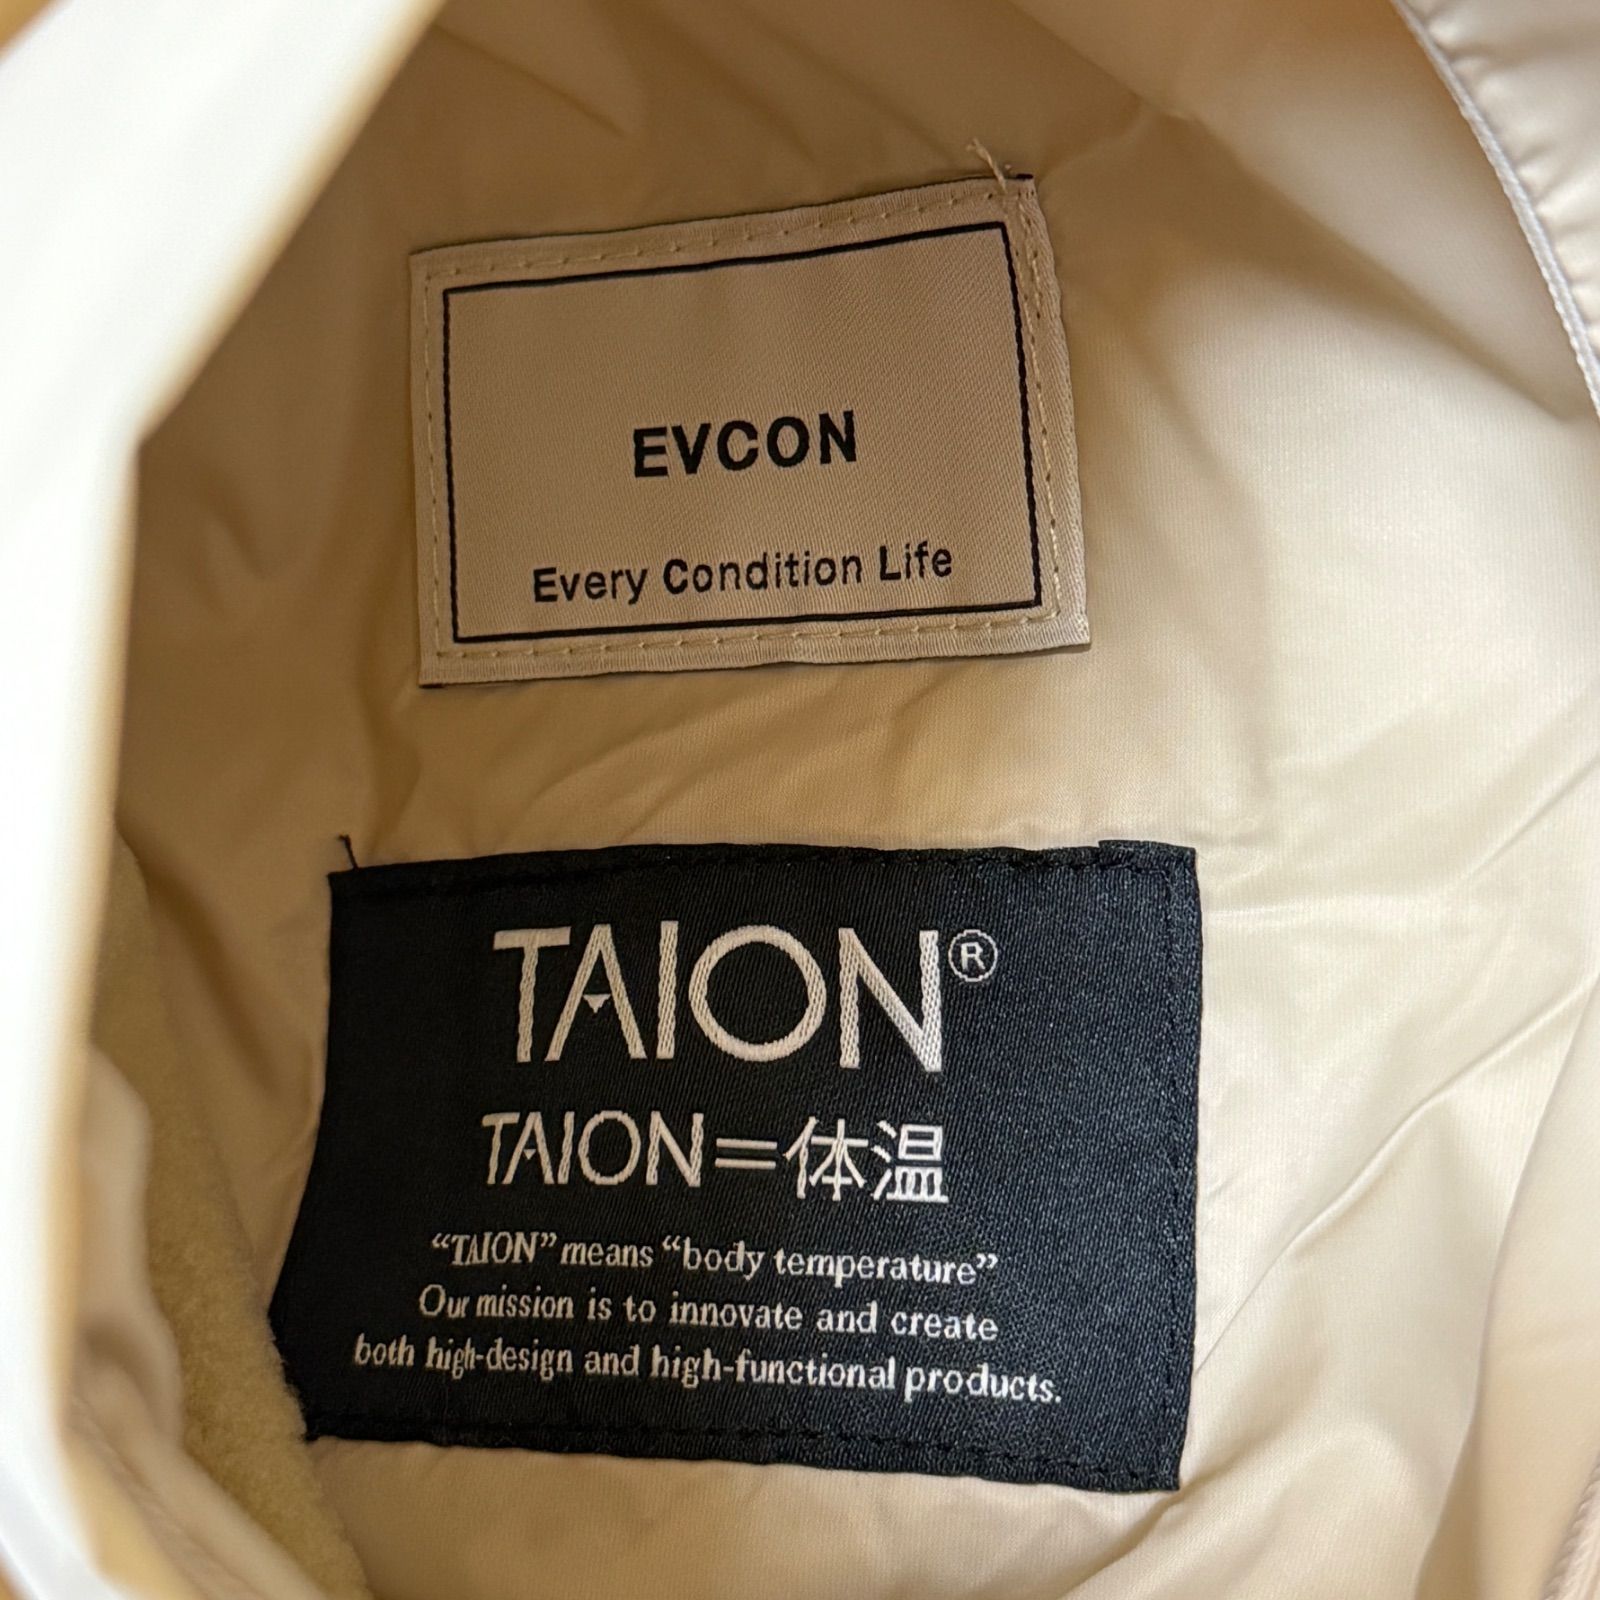 EVCON
Every Condition Life
TAION®
TAION=体温
“TAION” means “body temperature”
Our mission is to innovate and create
both high-design and high-functional products.